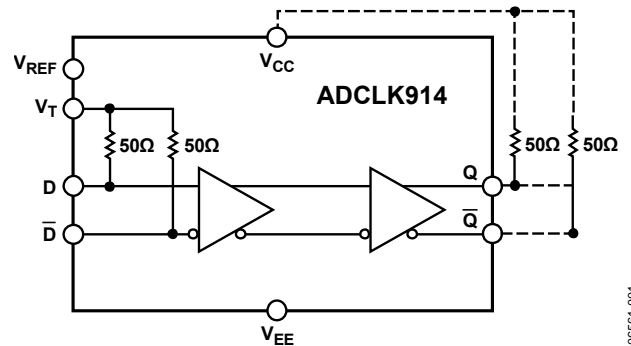 V_CC
V_REF
ADCLK914
V_T
50Ω
50Ω
50Ω
50Ω
D
Q
D̅
Q̅
V_EE